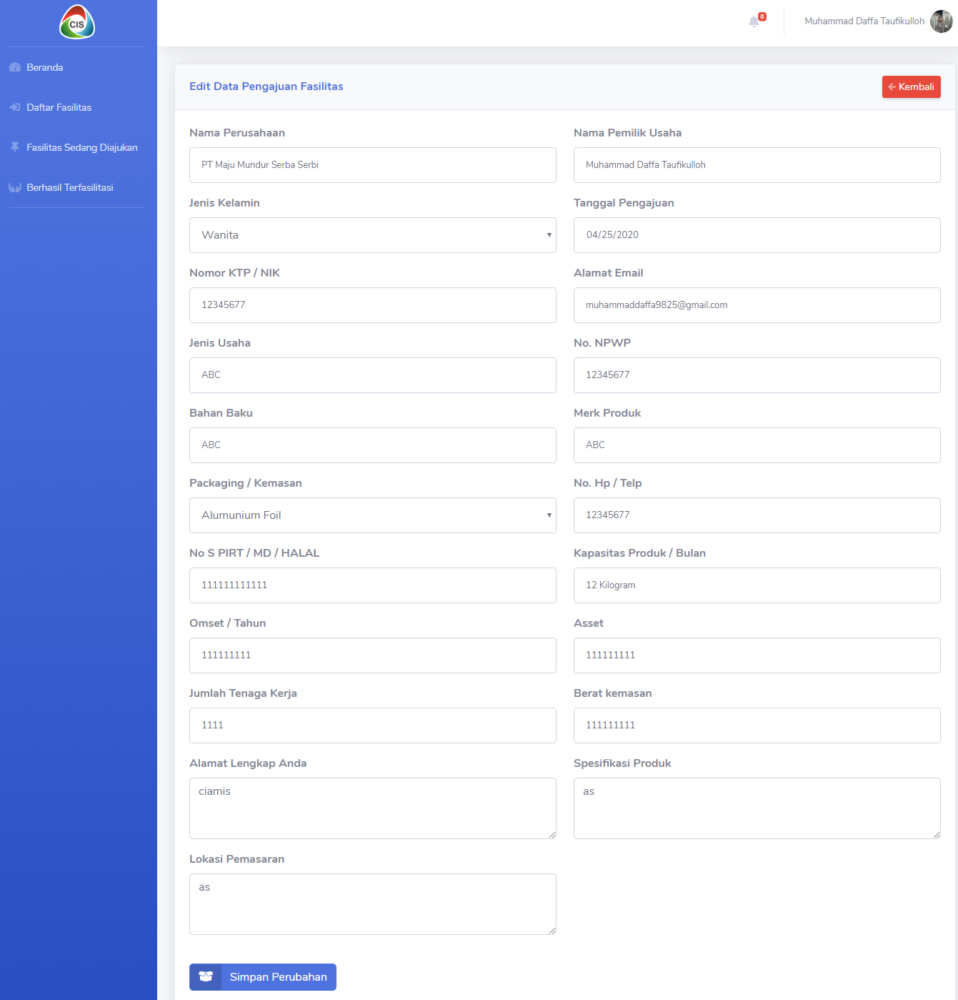 CIS
0
Muhammad Daffa Taufikulloh
Beranda
Daftar Fasilitas
Fasilitas Sedang Diajukan
Berhasil Terfasilitasi
Edit Data Pengajuan Fasilitas
Kembali
Nama Perusahaan
PT Maju Mundur Serba Serbi
Nama Pemilik Usaha
Muhammad Daffa Taufikulloh
Jenis Kelamin
Wanita
Tanggal Pengajuan
04/25/2020
Nomor KTP / NIK
12345677
Alamat Email
muhammaddaffa9825@gmail.com
Jenis Usaha
ABC
No. NPWP
12345677
Bahan Baku
ABC
Merk Produk
ABC
Packaging / Kemasan
Alumunium Foil
No. Hp / Telp
12345677
No S PIRT / MD / HALAL
111111111111
Kapasitas Produk / Bulan
12 Kilogram
Omset / Tahun
111111111
Asset
111111111
Jumlah Tenaga Kerja
1111
Berat kemasan
111111111
Alamat Lengkap Anda
ciamis
Spesifikasi Produk
as
Lokasi Pemasaran
as
Simpan Perubahan